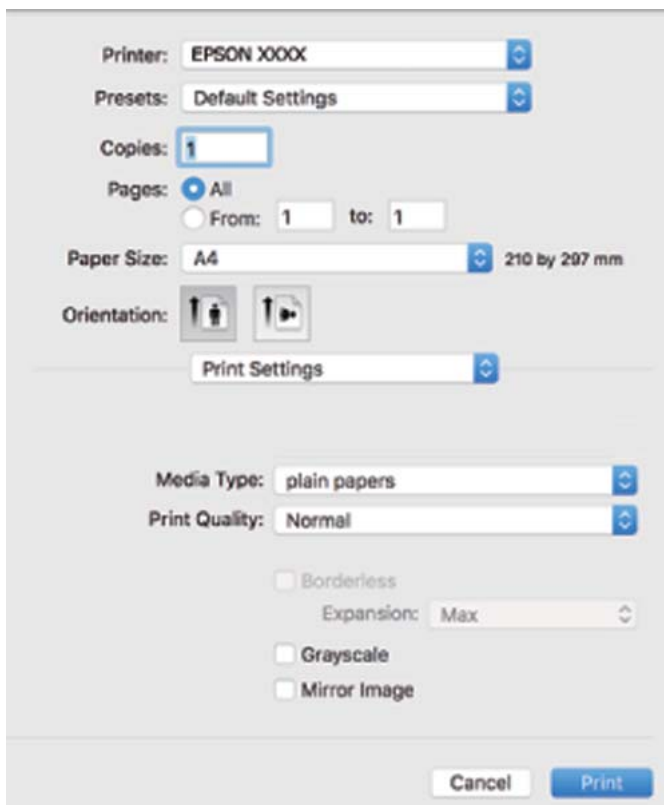 Printer: EPSON XXXX
Presets: Default Settings
Copies: 1
Pages: All
From: 1 to: 1
Paper Size: A4 210 by 297 mm
Orientation:
Print Settings
Media Type: plain papers
Print Quality: Normal
Borderless
Expansion: Max
Grayscale
Mirror Image
Cancel Print